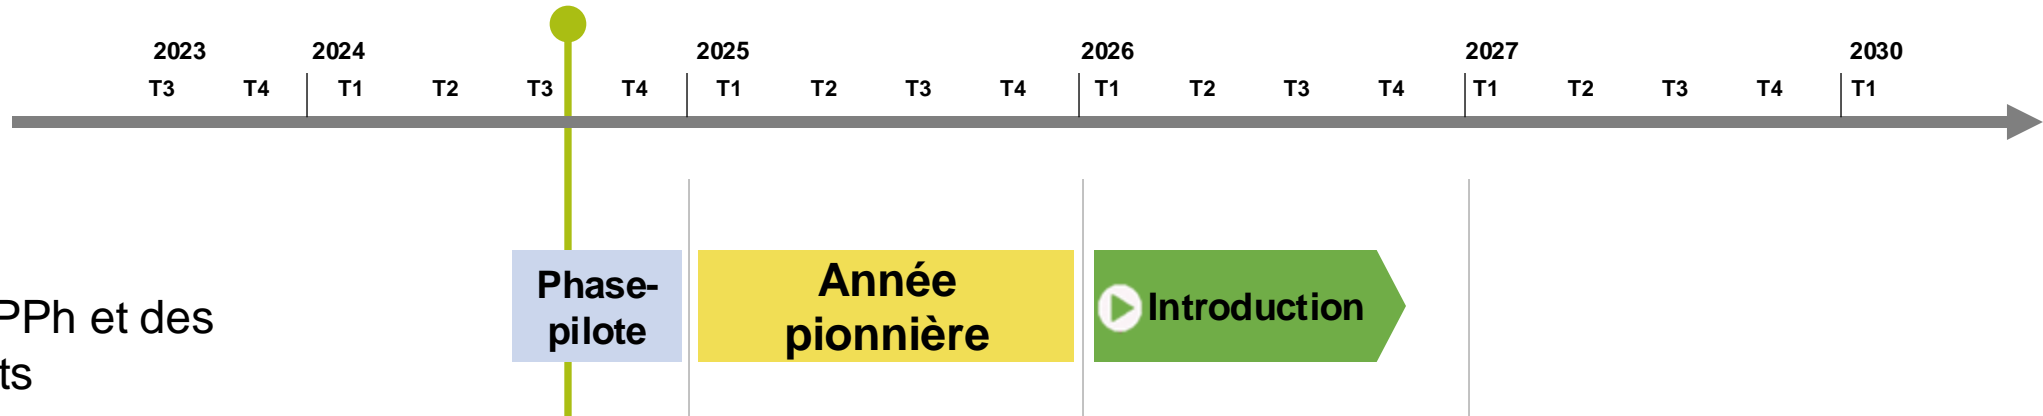 2023 2024 2025 2026 2027 2030
T3 T4 T1 T2 T3 T4 T1 T2 T3 T4 T1 T2 T3 T4 T1 T2 T3 T4 T1
Phase-
pilote
Année
pionnière
Introduction
PPh et des
ts